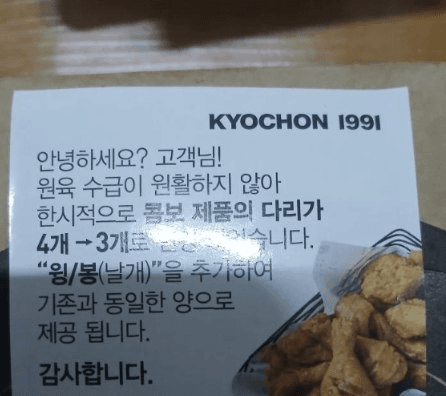 KYOCHON 1991
안녕하세요? 고객님!
원육 수급이 원활하지 않아
한시적으로 콤보 제품의 다리가
4개→3개로
“윙/봉(날개)”을 추가하여
기존과 동일한 양으로
제공 됩니다.
감사합니다.